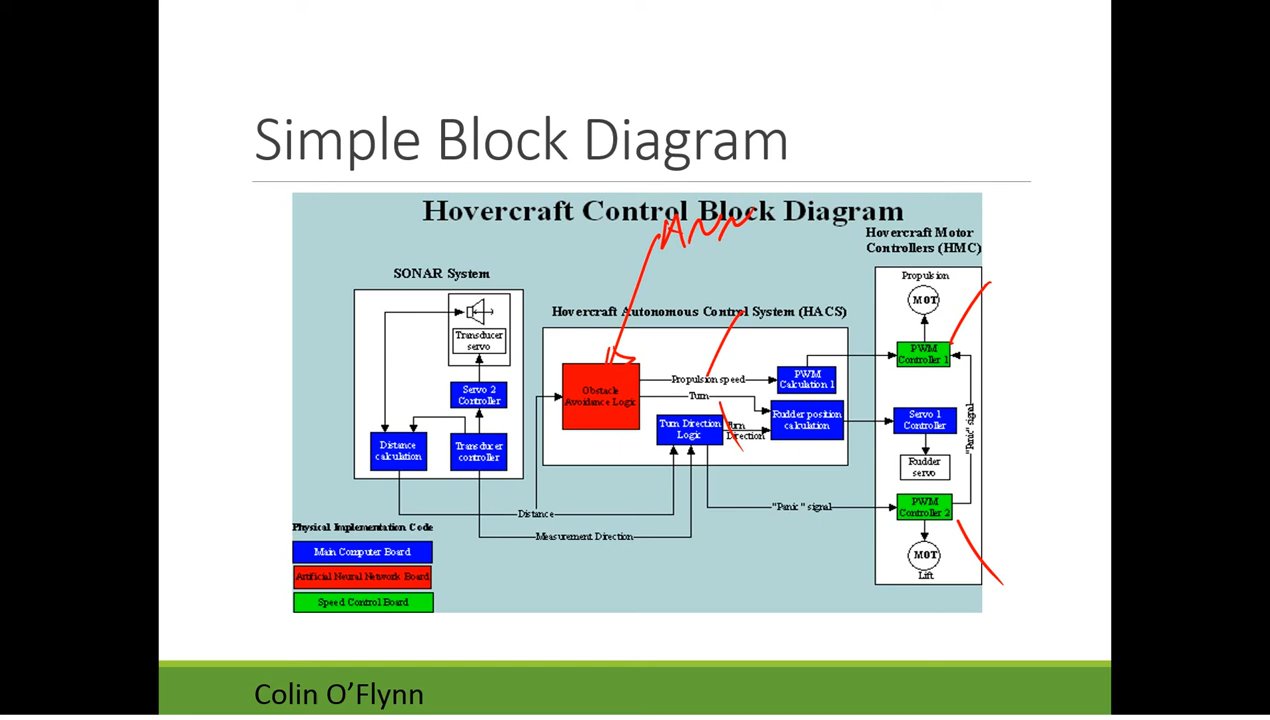 Simple Block Diagram
Hovercraft Control Block Diagram
ANN
Hovercraft Motor
Controllers (HMC)
SONAR System
Transducer
servo
Servo 2
Controller
Distance
calculation
Transducer
controller
Hovercraft Autonomous Control System (HACS)
Obstacle
Avoidance Logic
Propulsion speed
Turn
Turn Direction
Logic
Turn
Direction
PWM
Calculation 1
Rudder position
calculation
Propulsion
MOT
PWM
Controller 1
Servo 1
Controller
Rudder
servo
"Panic" signal
PWM
Controller 2
MOT
Lift
"Panic" signal
Distance
Measurement Direction
Physical Implementation Code
Main Computer Board
Artificial Neural Network Board
Speed Control Board
Colin O'Flynn